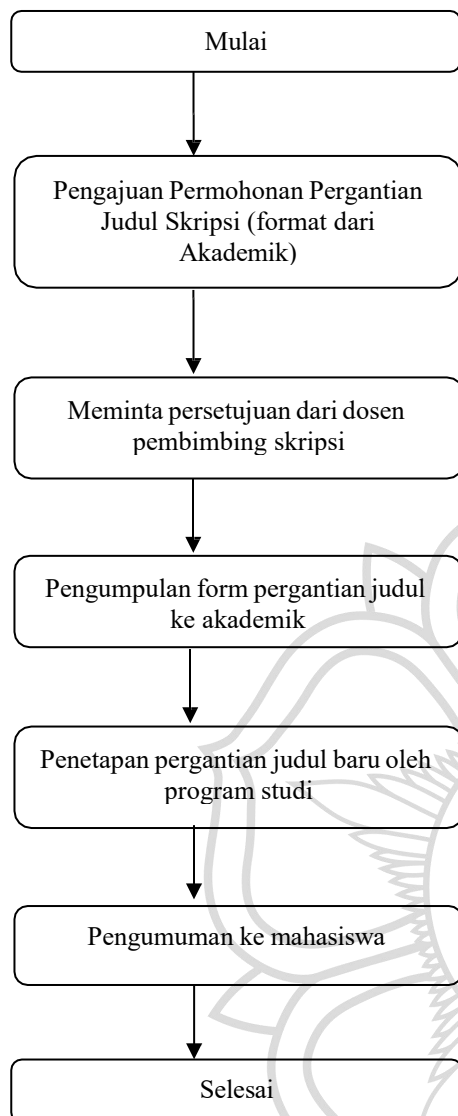 Mulai
Pengajuan Permohonan Pergantian
Judul Skripsi (format dari
Akademik)
Meminta persetujuan dari dosen
pembimbing skripsi
Pengumpulan form pergantian judul
ke akademik
Penetapan pergantian judul baru oleh
program studi
Pengumuman ke mahasiswa
Selesai